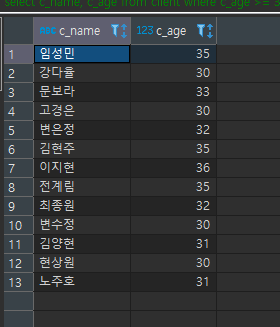 select c_name, c_age from client where c_age >= 3
c_name 123 c_age
1 임성민 35
2 강다율 30
3 문보라 33
4 고경은 30
5 변은정 32
6 김현주 35
7 이지현 36
8 전계림 35
9 최종원 32
10 변수정 30
11 김양현 31
12 현상원 30
13 노주호 31